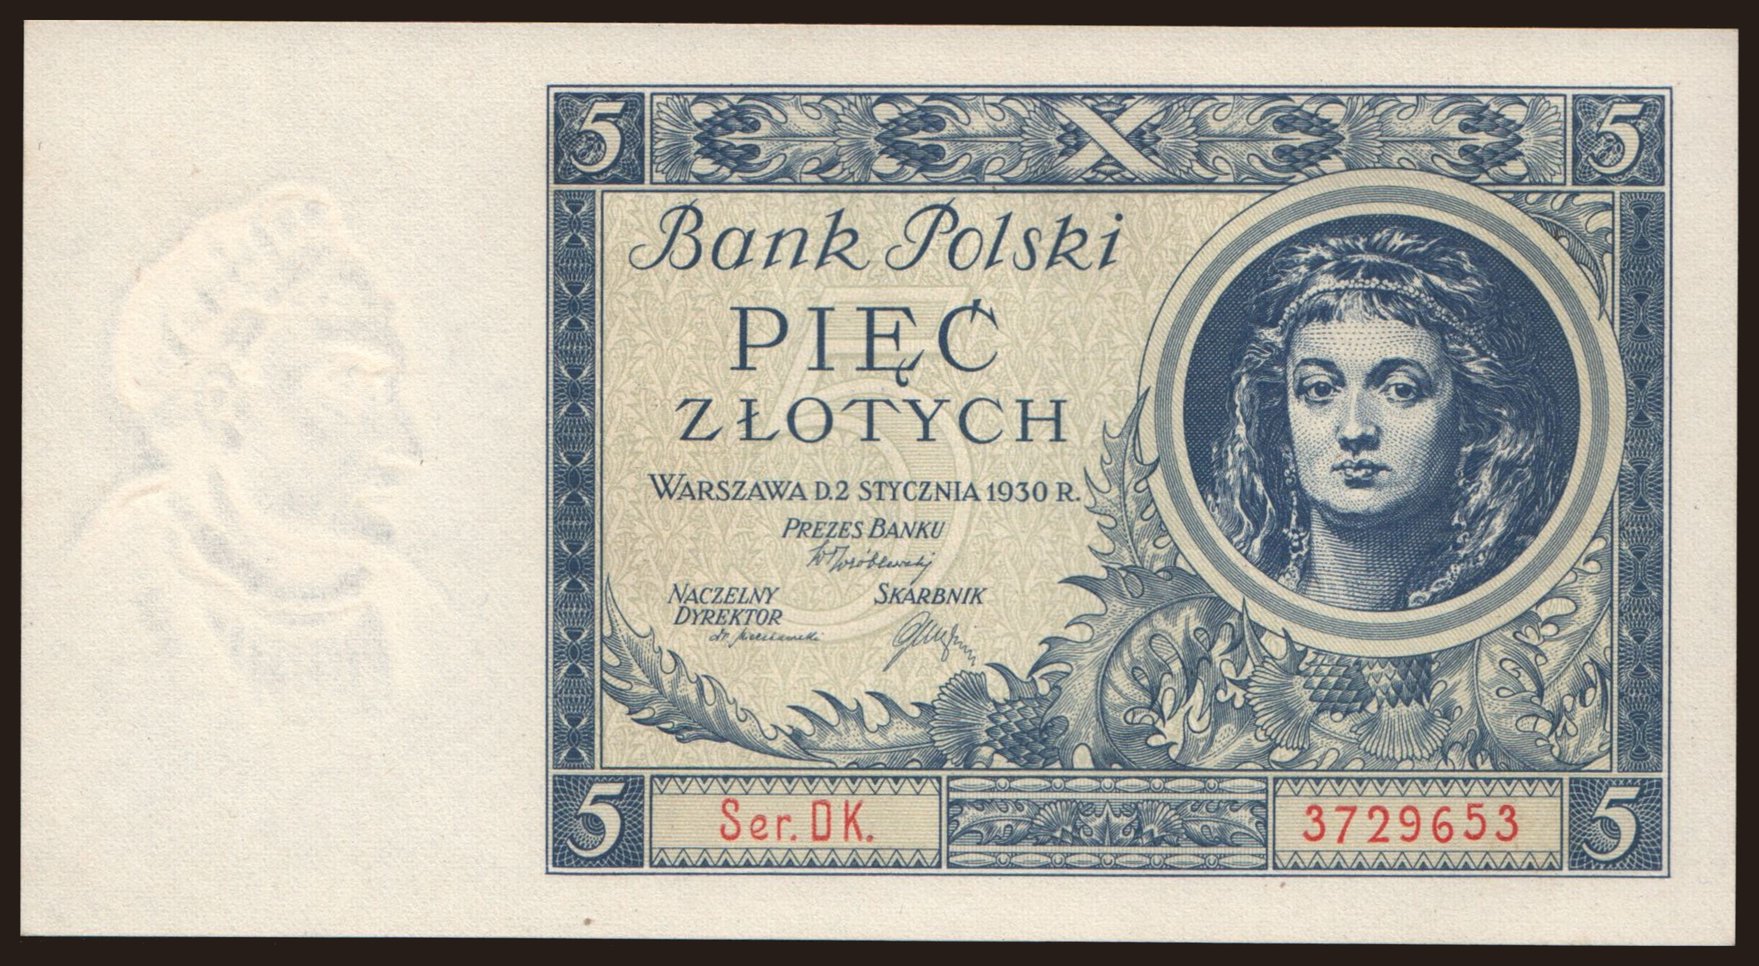 5 5
Bank Polski
PIĘĆ
ZŁOTYCH
WARSZAWA D. 2 STYCZNIA 1930 R.
PREZES BANKU
NACZELNY SKARBNIK
DYREKTOR
5 Ser. DK. 3729653 5